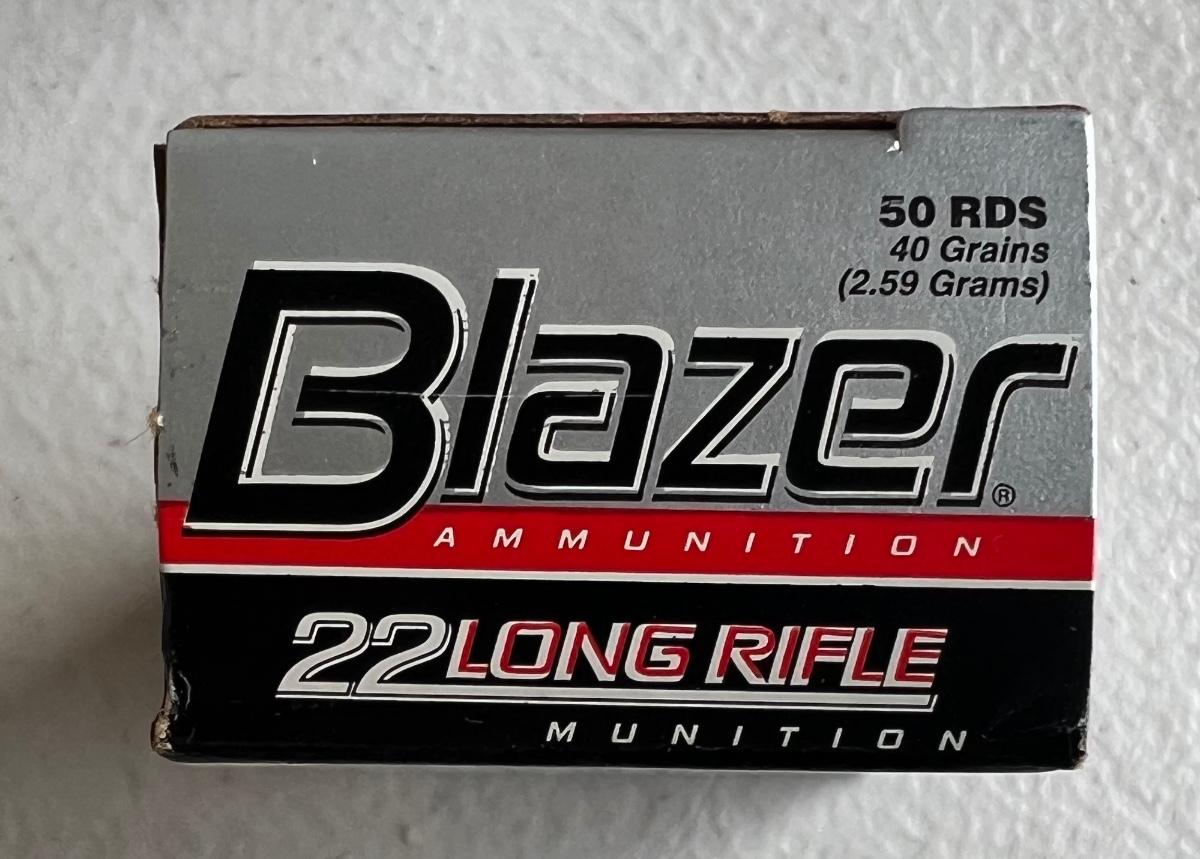 50 RDS
40 Grains
(2.59 Grams)
Blazer®
AMMUNITION
22 LONG RIFLE
MUNITION